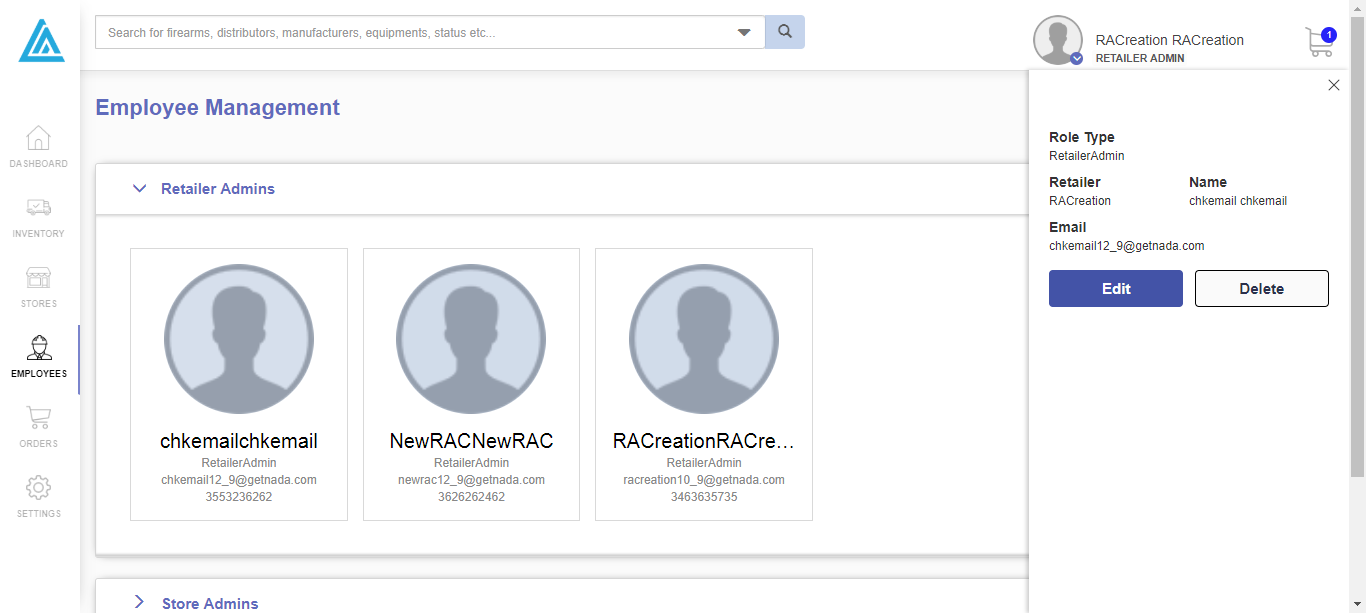 Search for firearms, distributors, manufacturers, equipments, status etc...
RACreation RACreation
RETAILER ADMIN
1
DASHBOARD
INVENTORY
STORES
EMPLOYEES
ORDERS
SETTINGS
Employee Management
Retailer Admins
chkemailchkemail
RetailerAdmin
chkemail12_9@getnada.com
3553236262
NewRACNewRAC
RetailerAdmin
newrac12_9@getnada.com
3626262462
RACreationRACre...
RetailerAdmin
racreation10_9@getnada.com
3463635735
Store Admins
Role Type
RetailerAdmin
Retailer
RACreation
Name
chkemail chkemail
Email
chkemail12_9@getnada.com
Edit
Delete